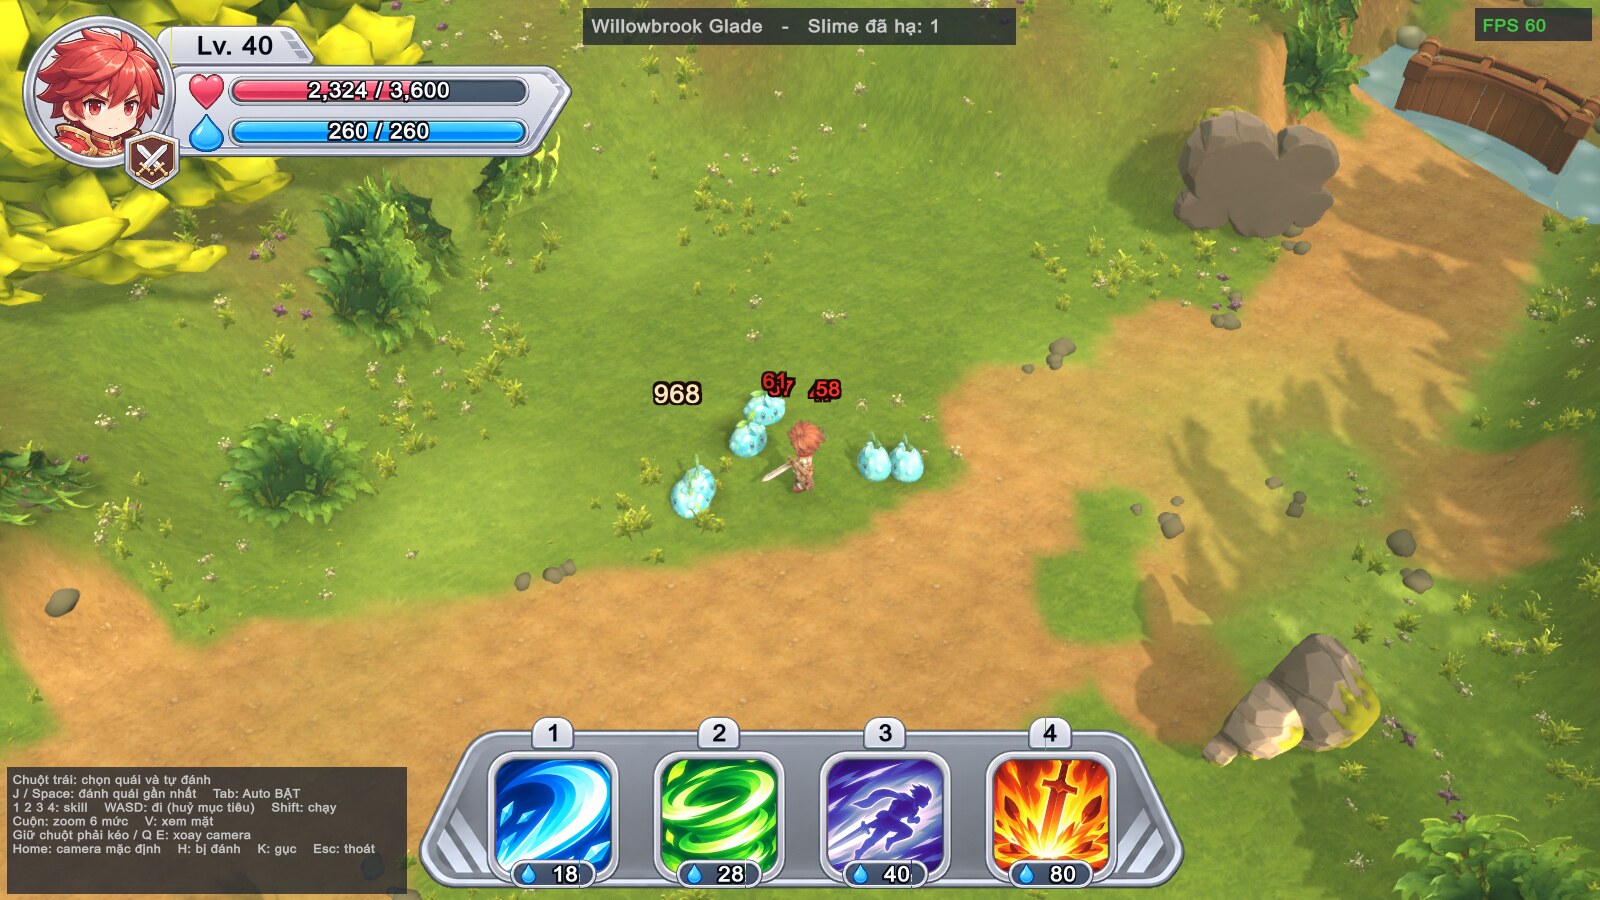 Willowbrook Glade - Slime đã hạ: 1
FPS 60
Lv. 40
2,324 / 3,600
260 / 260
968
61
58
1
2
3
4
18
28
40
80
Chuột trái: chọn quái và tự đánh
J / Space: đánh quái gần nhất Tab: Auto BẬT
1 2 3 4: skill WASD: đi (huỷ mục tiêu) Shift: chạy
Cuộn: zoom 6 mức V: xem mặt
Giữ chuột phải kéo / Q E: xoay camera
Home: camera mặc định H: bị đánh K: gục Esc: thoát